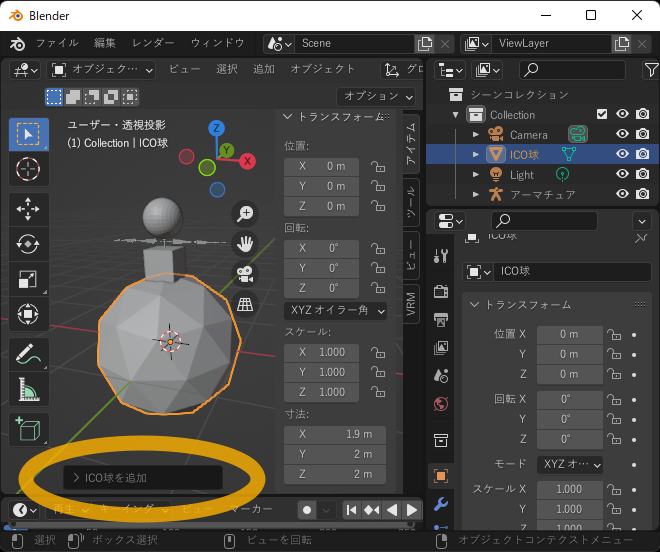 Blender
ファイル 編集 レンダー ウィンドウ Scene ViewLayer
オブジェク… ビュー 選択 追加 オブジェクト グロ
オプション
ユーザー・透視投影
(1) Collection | ICO球
Z
Y
X
トランスフォーム
位置:
X 0 m
Y 0 m
Z 0 m
回転:
X 0°
Y 0°
Z 0°
XYZ オイラー角
スケール:
X 1.000
Y 1.000
Z 1.000
寸法:
X 1.9 m
Y 2 m
Z 2 m
アイテム
ツール
ビュー
VRM
ICO球を追加
シーンコレクション
Collection
Camera
ICO球
Light
アーマチュア
ICO球
ICO球
トランスフォーム
位置 X 0 m
Y 0 m
Z 0 m
回転 X 0°
Y 0°
Z 0°
モード XYZ オ…
スケール X 1.000
Y 1.000
再生 キーイング ビュー マーカー
選択 ボックス選択 ビューを回転 オブジェクトコンテクストメニュー